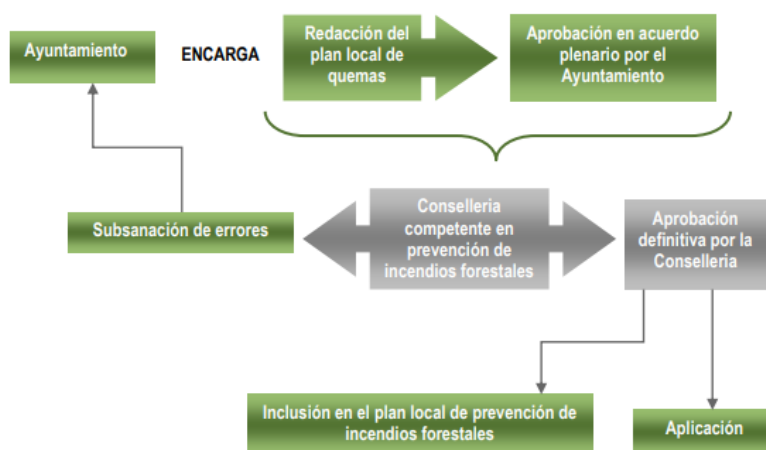 Ayuntamiento
ENCARGA
Redacción del
plan local de
quemas
Aprobación en acuerdo
plenario por el
Ayuntamiento
Subsanación de errores
Conselleria
competente en
prevención de
incendios forestales
Aprobación
definitiva por la
Conselleria
Inclusión en el plan local de prevención de
incendios forestales
Aplicación